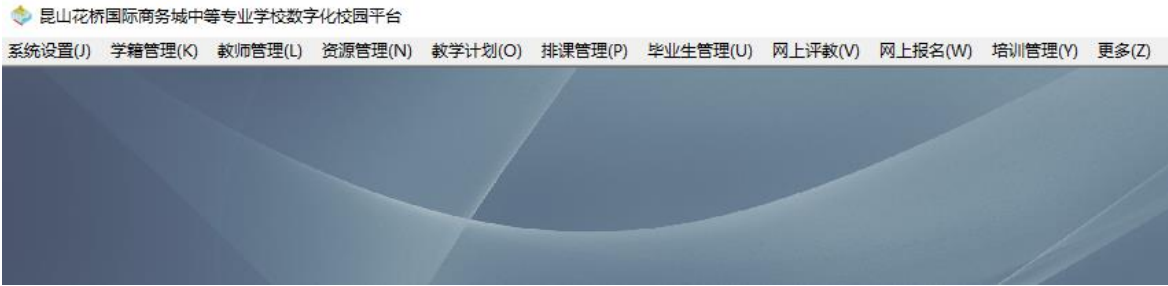 昆山花桥国际商务城中等专业学校数字化校园平台
系统设置(J) 学籍管理(K) 教师管理(L) 资源管理(N) 教学计划(O) 排课管理(P) 毕业生管理(U) 网上评教(V) 网上报名(W) 培训管理(Y) 更多(Z)